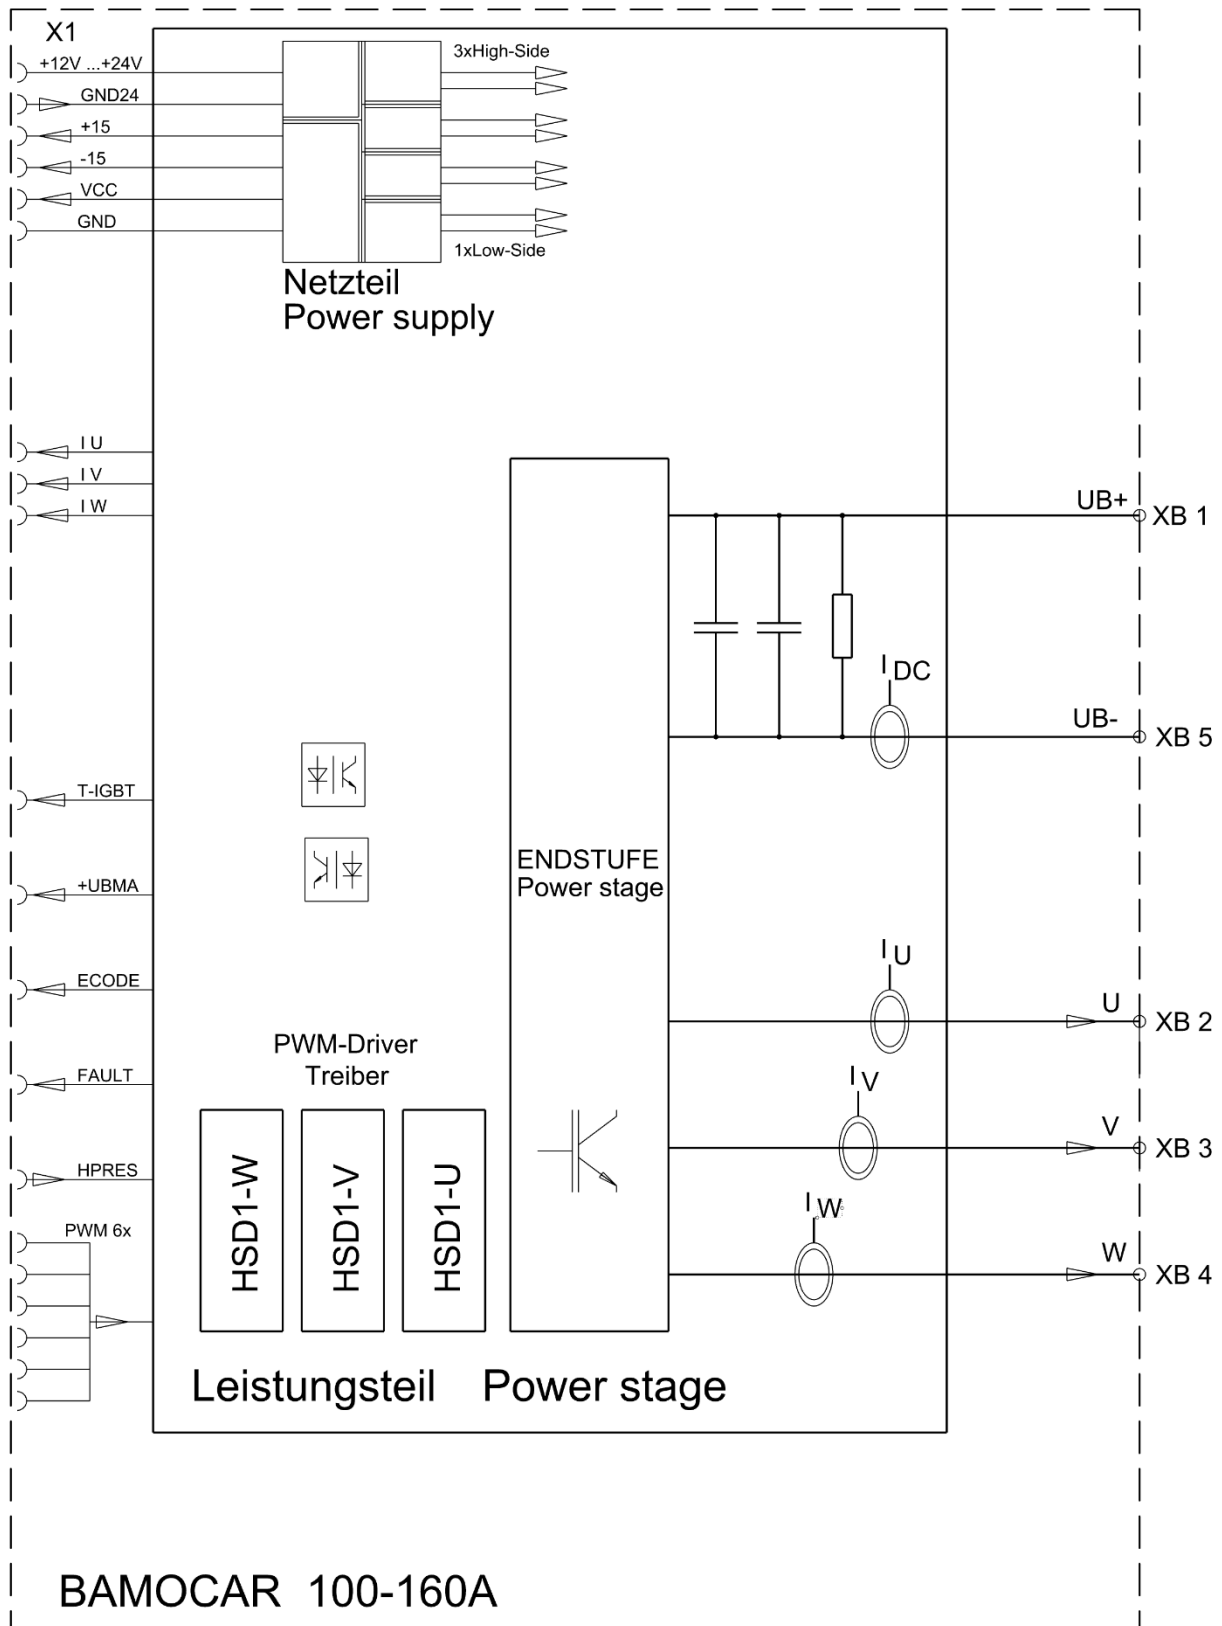 X1
+12V ...+24V
GND24
+15
-15
VCC
GND
3xHigh-Side
1xLow-Side
Netzteil
Power supply
I U
I V
I W
UB+
XB 1
I DC
UB-
XB 5
T-IGBT
+UBMA
ECODE
FAULT
HPRES
PWM 6x
ENDSTUFE
Power stage
I U
U
XB 2
I V
V
XB 3
I W
W
XB 4
PWM-Driver
Treiber
HSD1-W
HSD1-V
HSD1-U
Leistungsteil Power stage
BAMOCAR 100-160A